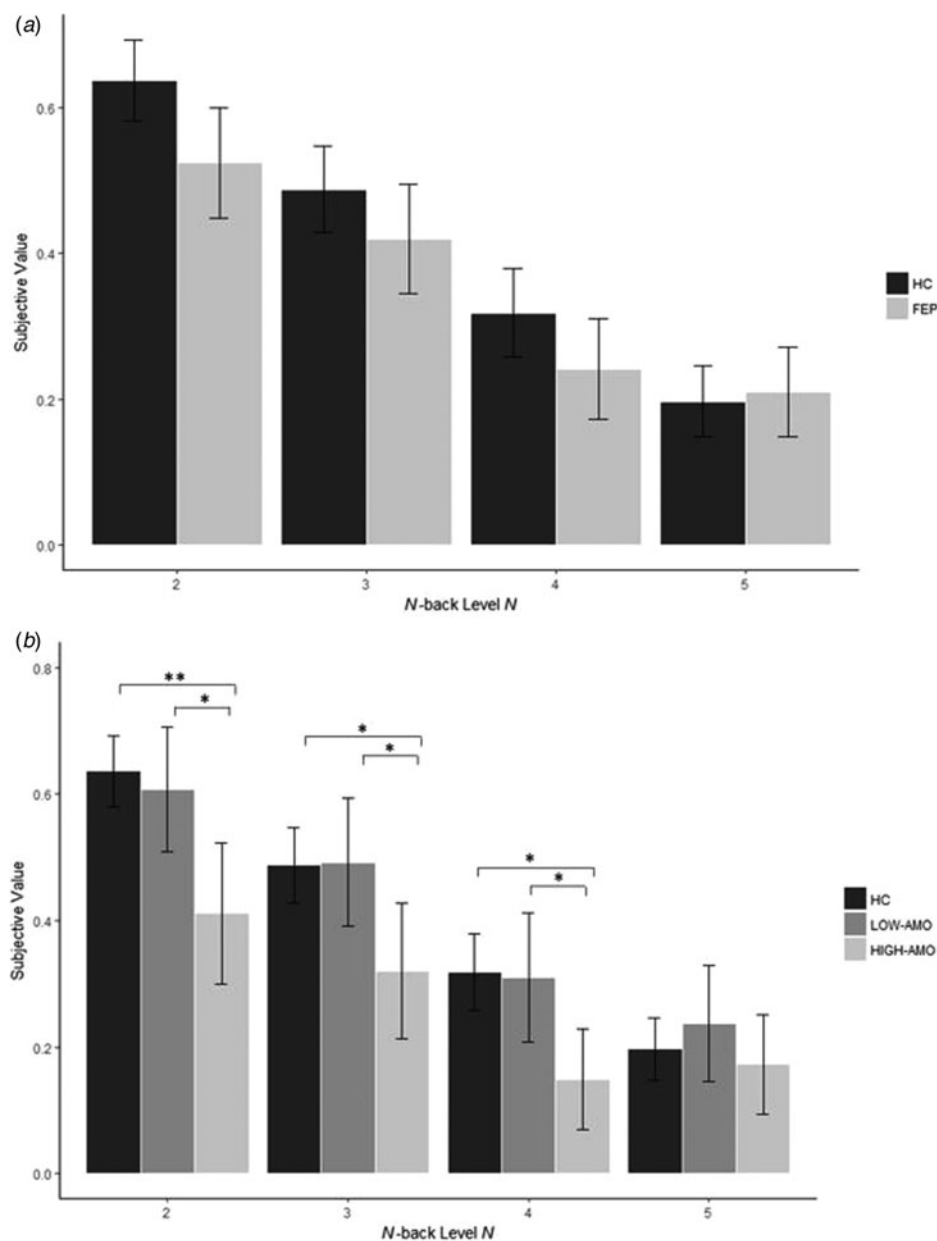 (a)
0.6
0.4
0.2
0.0
Subjective Value
2 3 4 5
N-back Level N
HC
FEP
(b)
0.8
0.6
0.4
0.2
0.0
Subjective Value
** * * * * *
2 3 4 5
N-back Level N
HC
LOW-AMO
HIGH-AMO